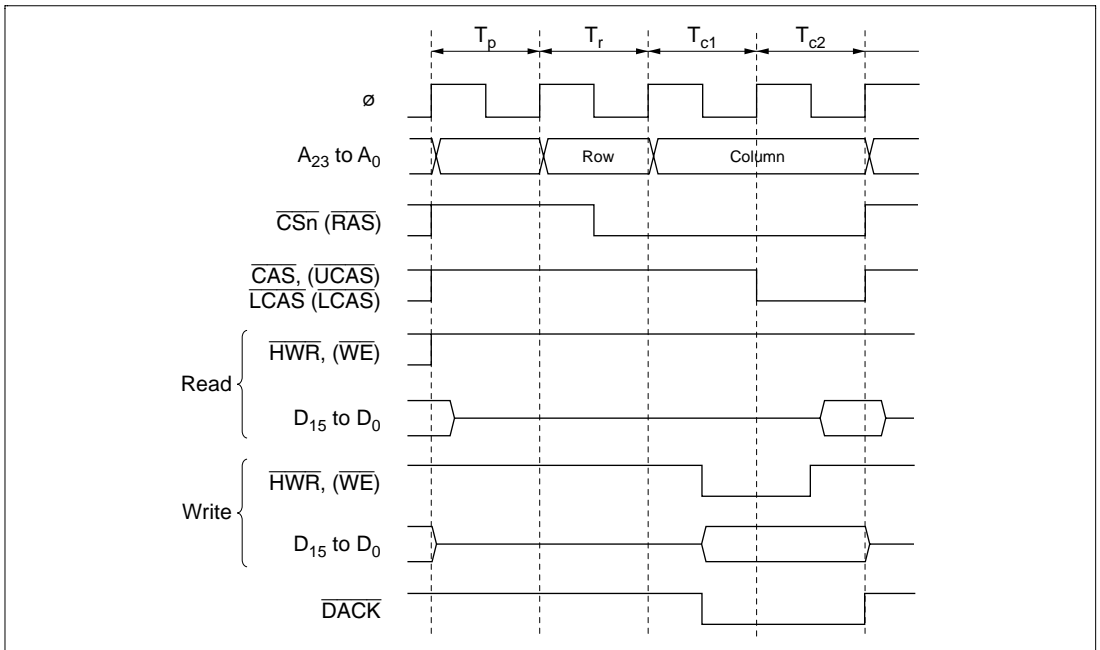 Tp Tr Tc1 Tc2
ø
A23 to A0 Row Column
CSn (RAS)
CAS, (UCAS)
LCAS (LCAS)
Read
HWR, (WE)
D15 to D0
Write
HWR, (WE)
D15 to D0
DACK